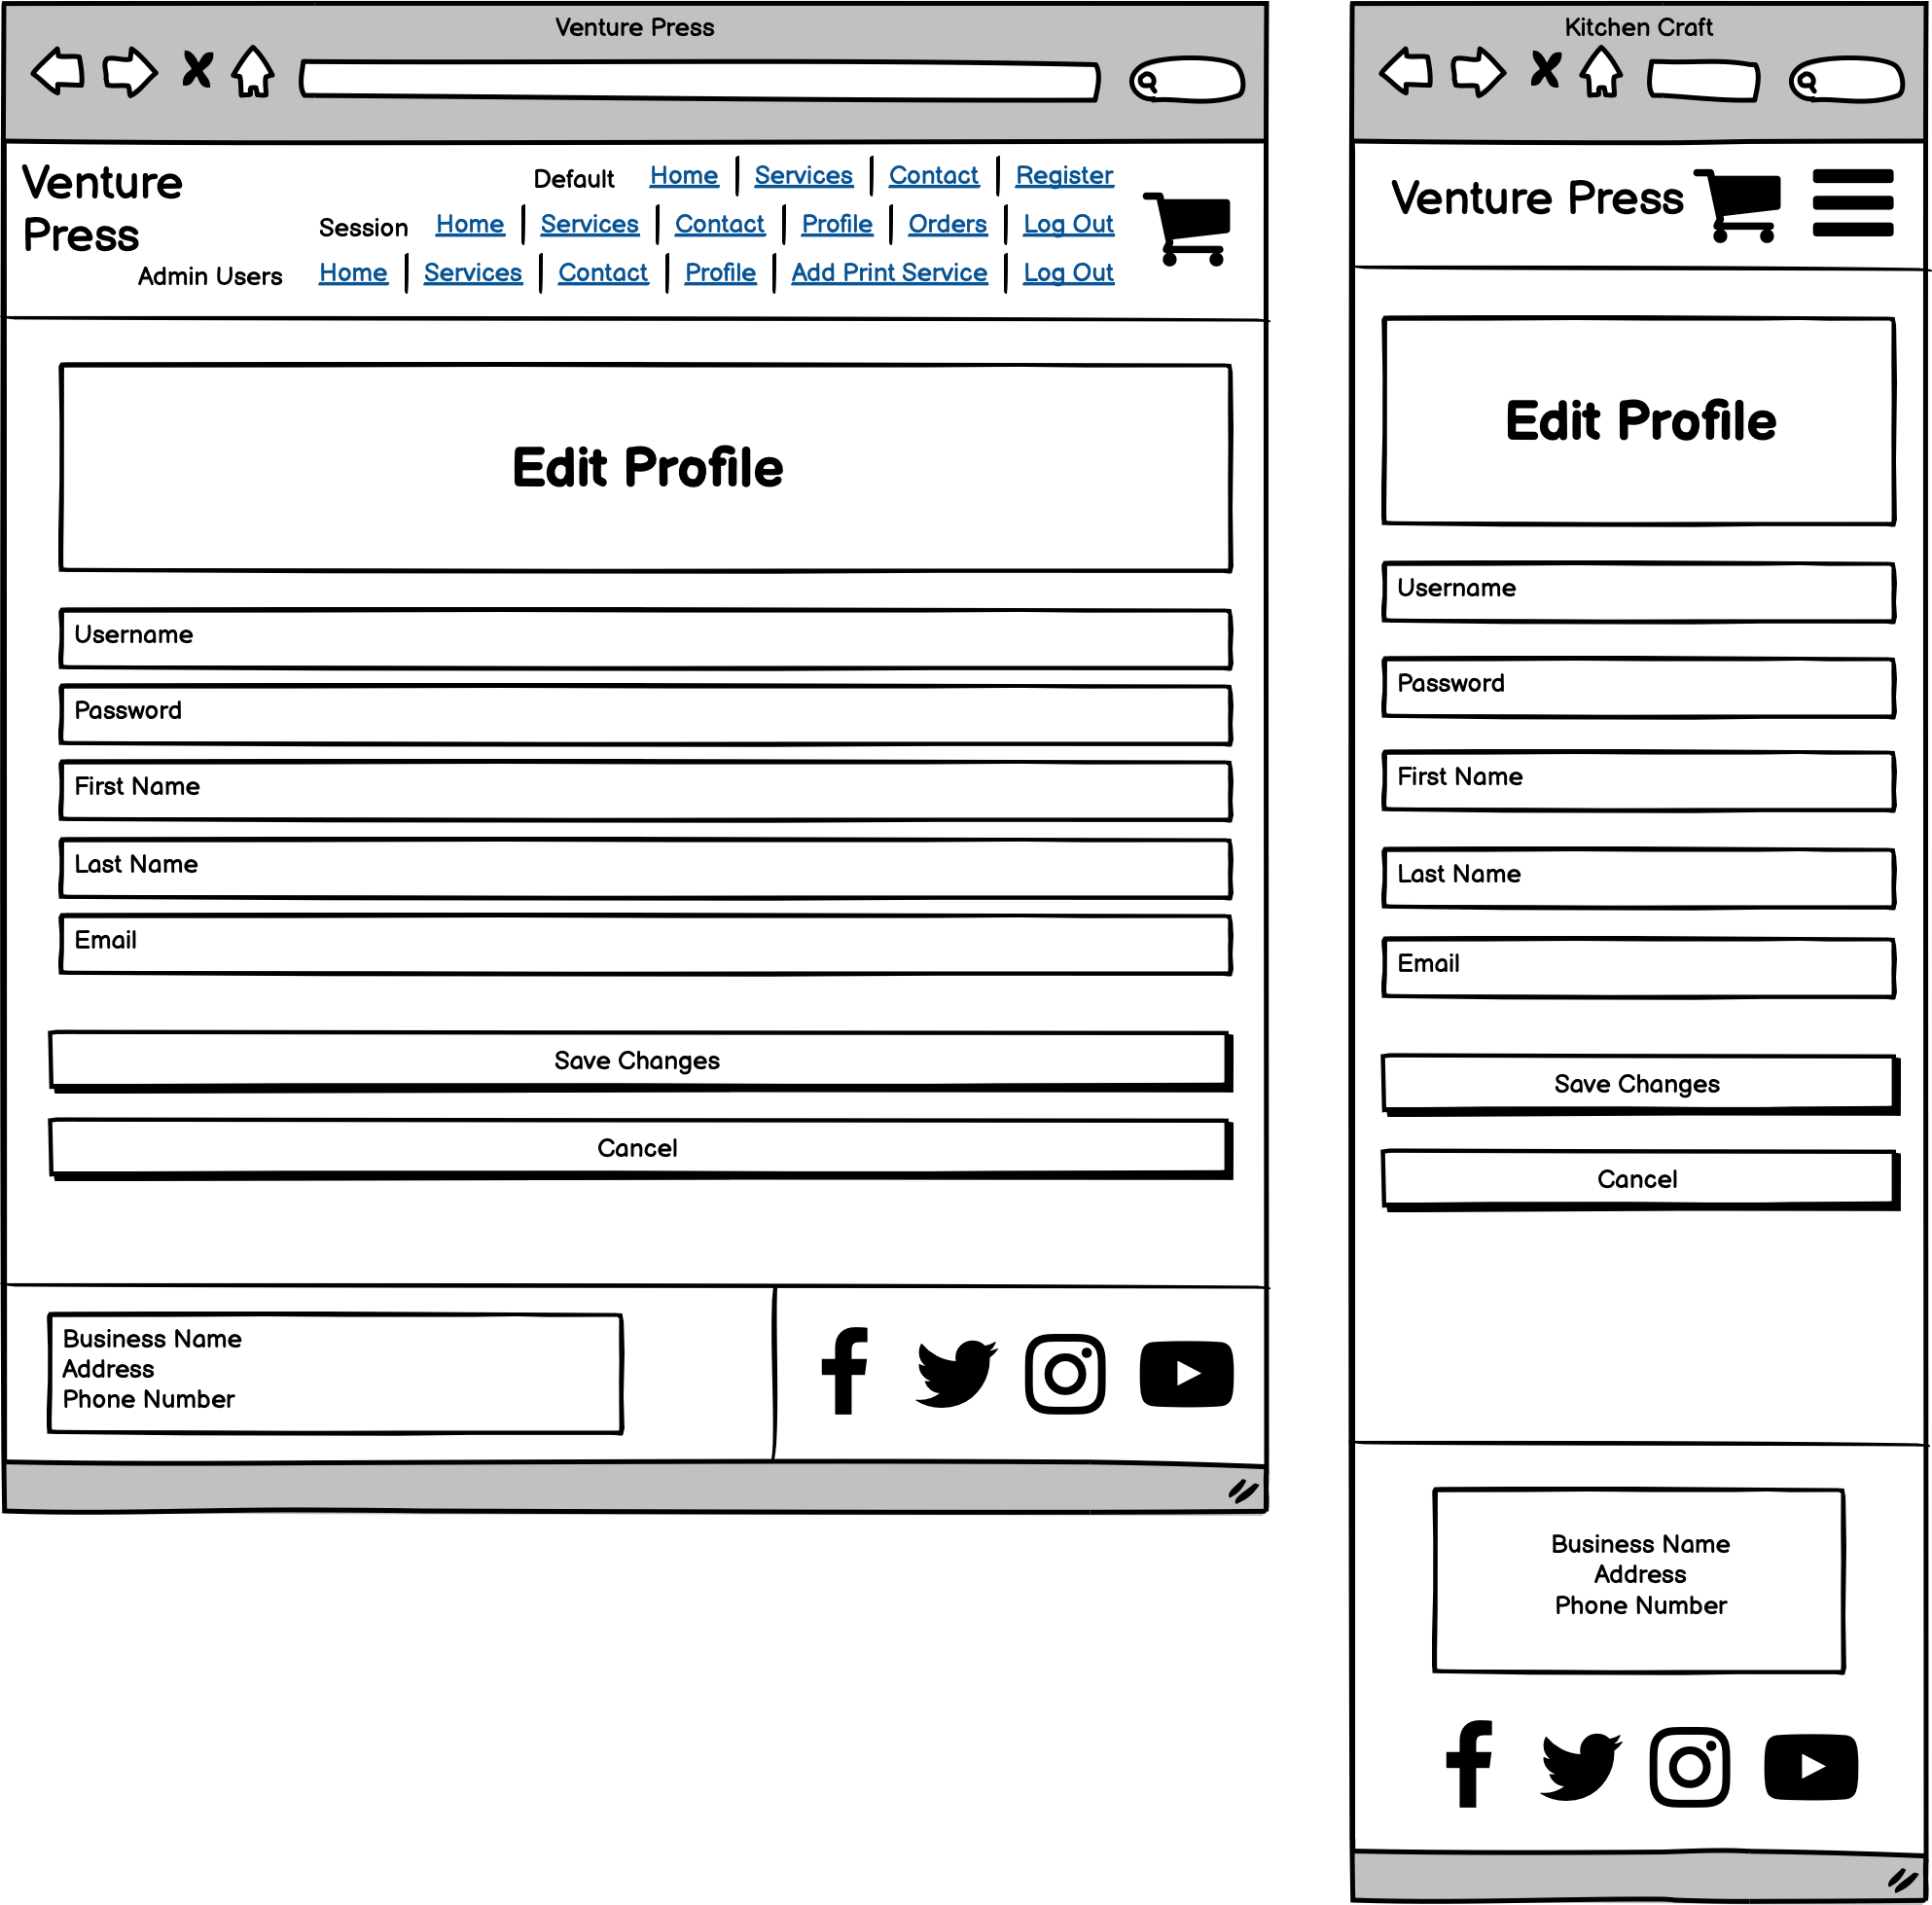 Venture Press
Venture
Press
Default Home Services Contact Register
Session Home Services Contact Profile Orders Log Out
Admin Users Home Services Contact Profile Add Print Service Log Out
Edit Profile
Username
Password
First Name
Last Name
Email
Save Changes
Cancel
Business Name
Address
Phone Number
Kitchen Craft
Venture Press
Edit Profile
Username
Password
First Name
Last Name
Email
Save Changes
Cancel
Business Name
Address
Phone Number